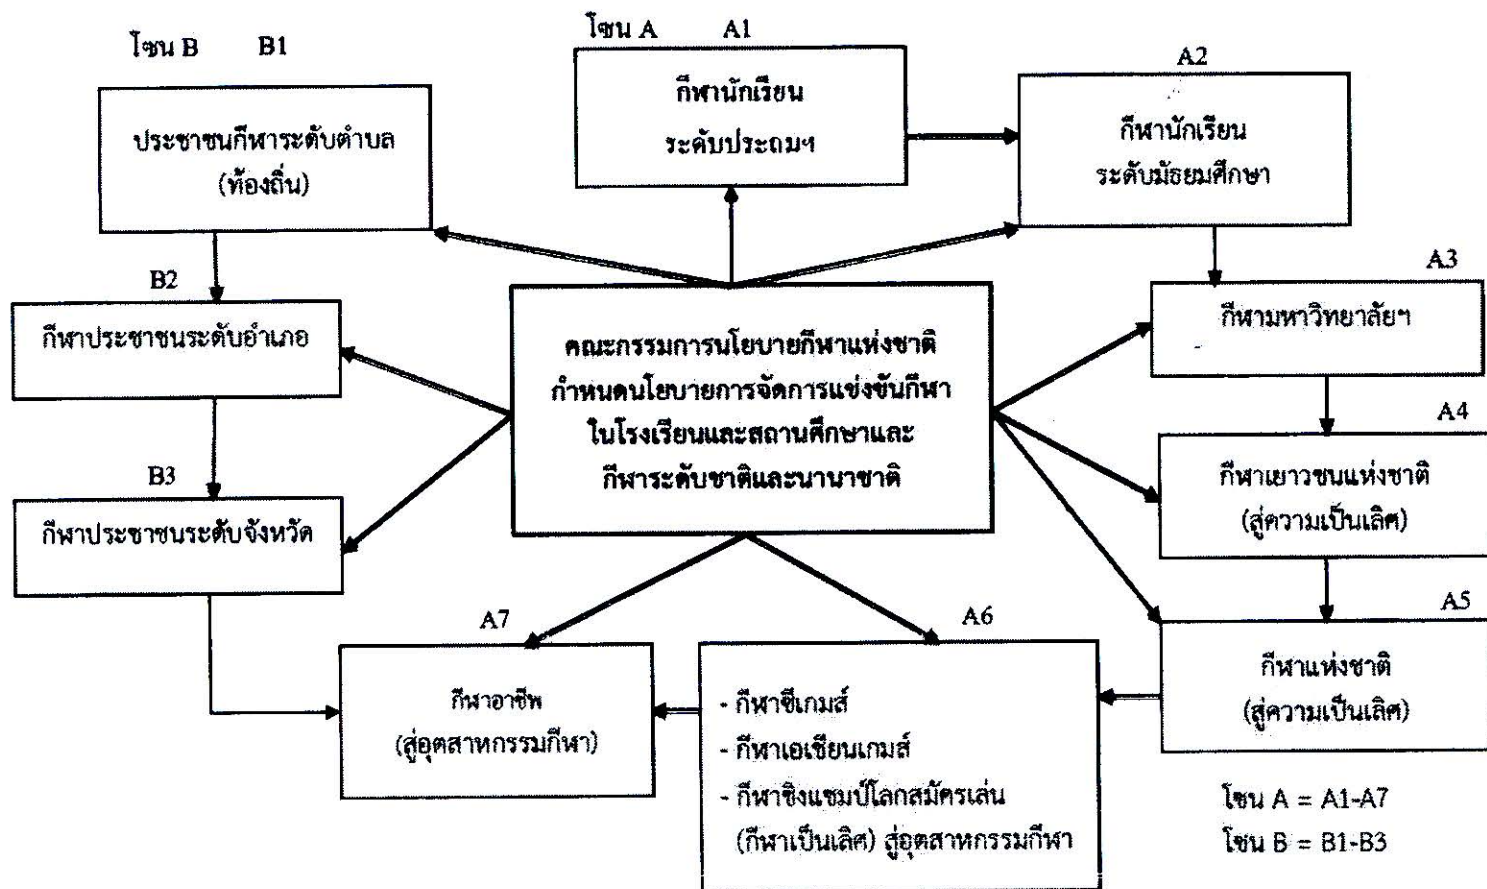 โซน B B1
ประชาชนกีฬาระดับตำบล
(ท้องถิ่น)
โซน A A1
กีฬานักเรียน
ระดับประถมฯ
A2
กีฬานักเรียน
ระดับมัธยมศึกษา
B2
กีฬาประชาชนระดับอำเภอ
คณะกรรมการนโยบายกีฬาแห่งชาติ
กำหนดนโยบายการจัดการแข่งขันกีฬา
ในโรงเรียนและสถานศึกษาและ
กีฬาระดับชาติและนานาชาติ
A3
กีฬามหาวิทยาลัยฯ
A4
กีฬาเยาวชนแห่งชาติ
(สู่ความเป็นเลิศ)
B3
กีฬาประชาชนระดับจังหวัด
A5
กีฬาแห่งชาติ
(สู่ความเป็นเลิศ)
A7
กีฬาอาชีพ
(สู่อุตสาหกรรมกีฬา)
A6
- กีฬาซีเกมส์
- กีฬาเอเชียนเกมส์
- กีฬาชิงแชมป์โลกสมัครเล่น
(กีฬาเป็นเลิศ) สู่อุตสาหกรรมกีฬา
โซน A = A1-A7
โซน B = B1-B3